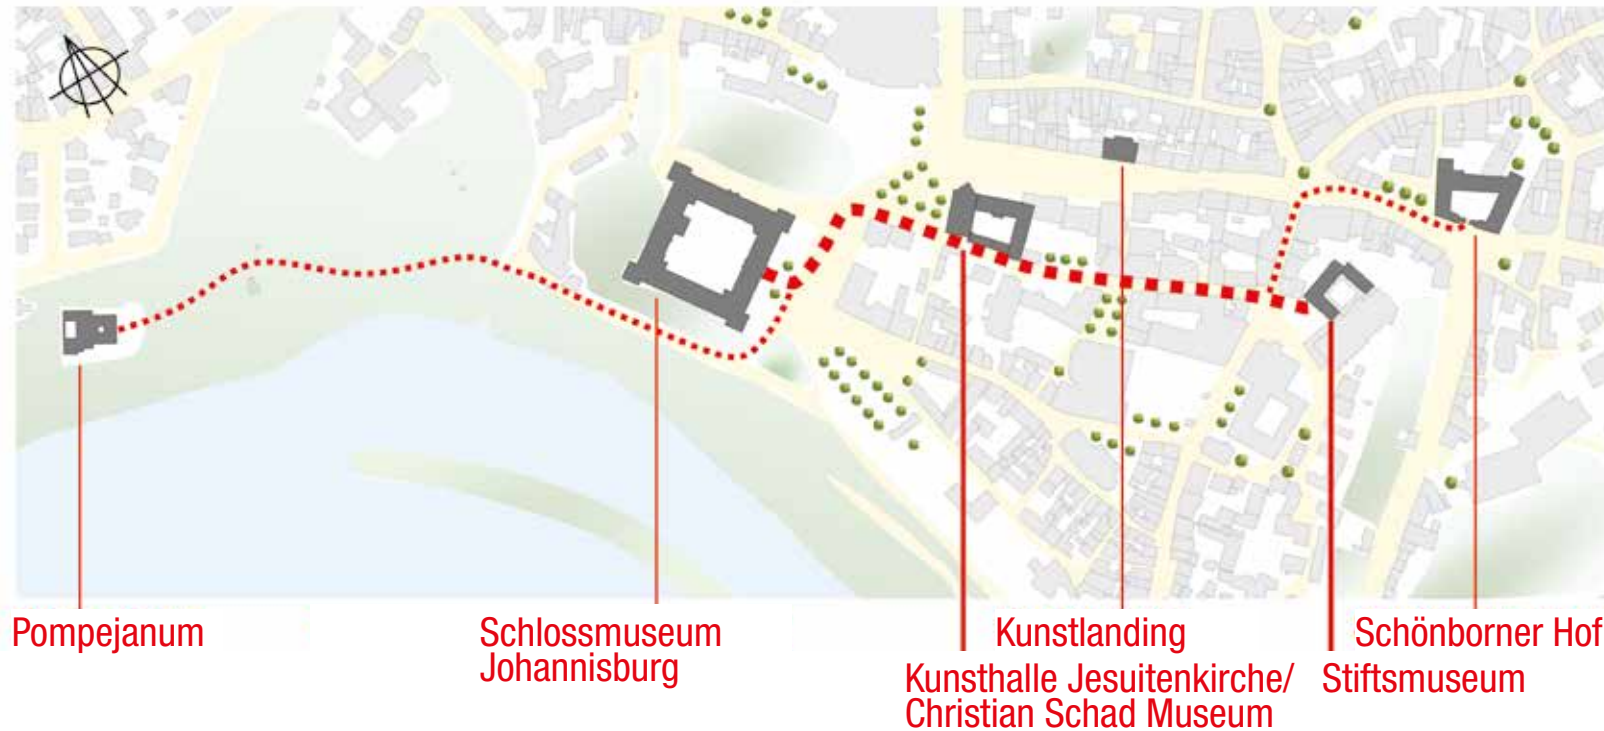 Pompejanum
Schlossmuseum
Johannisburg
Kunstlanding
Kunsthalle Jesuitenkirche/
Christian Schad Museum
Schönborner Hof
Stiftsmuseum